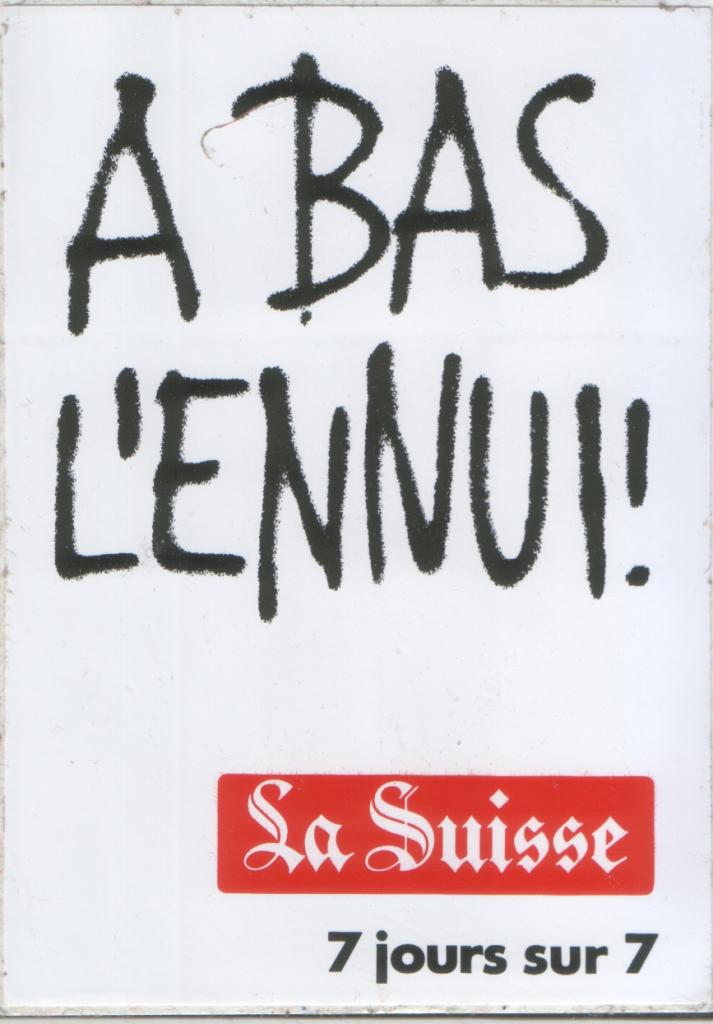 A BAS
L'ENNUI!
La Suisse
7 jours sur 7